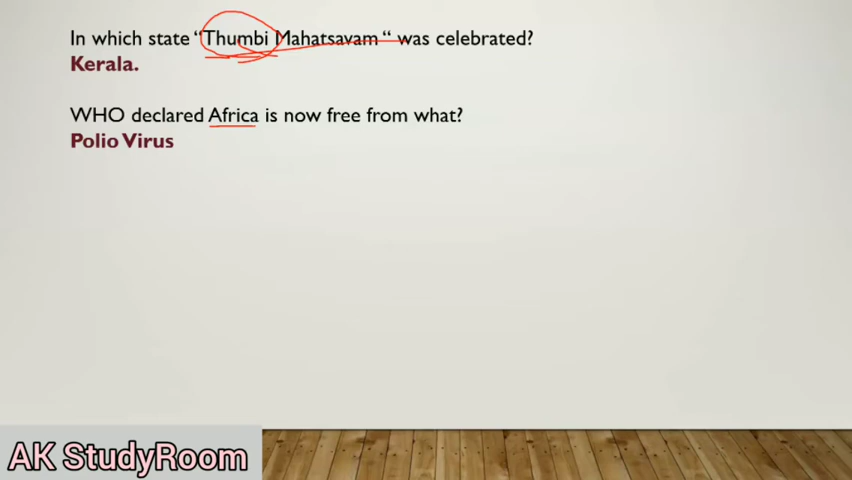 In which state “Thumbi Mahatsavam “ was celebrated?
Kerala.
WHO declared Africa is now free from what?
Polio Virus
AK StudyRoom